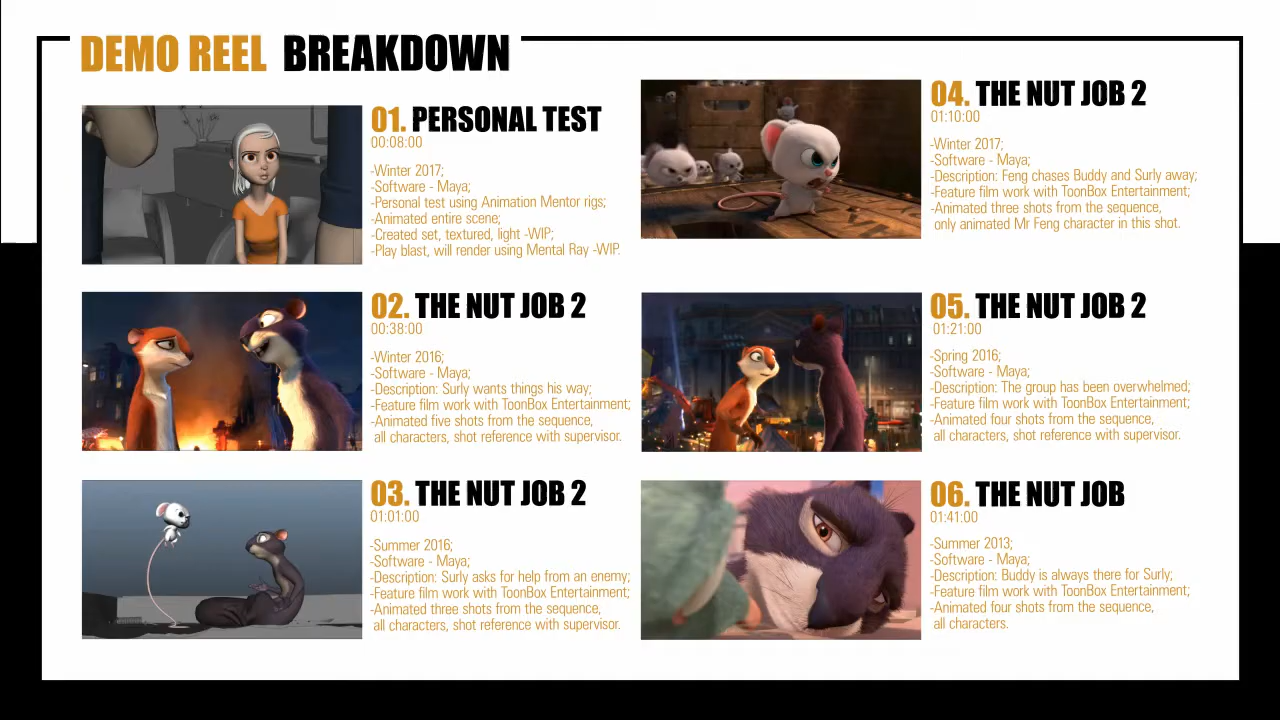 DEMO REEL BREAKDOWN
01. PERSONAL TEST
00:08:00
-Winter 2017;
-Software - Maya;
-Personal test using Animation Mentor rigs;
-Animated entire scene;
-Created set, textured, light -WIP;
-Play blast, will render using Mental Ray -WIP.
02. THE NUT JOB 2
00:38:00
-Winter 2016;
-Software - Maya;
-Description: Surly wants things his way;
-Feature film work with ToonBox Entertainment;
-Animated five shots from the sequence,
all characters, shot reference with supervisor.
03. THE NUT JOB 2
01:01:00
-Summer 2016;
-Software - Maya;
-Description: Surly asks for help from an enemy;
-Feature film work with ToonBox Entertainment;
-Animated three shots from the sequence,
all characters, shot reference with supervisor.
04. THE NUT JOB 2
01:10:00
-Winter 2017;
-Software - Maya;
-Description: Feng chases Buddy and Surly away;
-Feature film work with ToonBox Entertainment;
-Animated three shots from the sequence,
only animated Mr Feng character in this shot.
05. THE NUT JOB 2
01:21:00
-Spring 2016;
-Software - Maya;
-Description: The group has been overwhelmed;
-Feature film work with ToonBox Entertainment;
-Animated four shots from the sequence,
all characters, shot reference with supervisor.
06. THE NUT JOB
01:41:00
-Summer 2013;
-Software - Maya;
-Description: Buddy is always there for Surly;
-Feature film work with ToonBox Entertainment;
-Animated four shots from the sequence,
all characters.